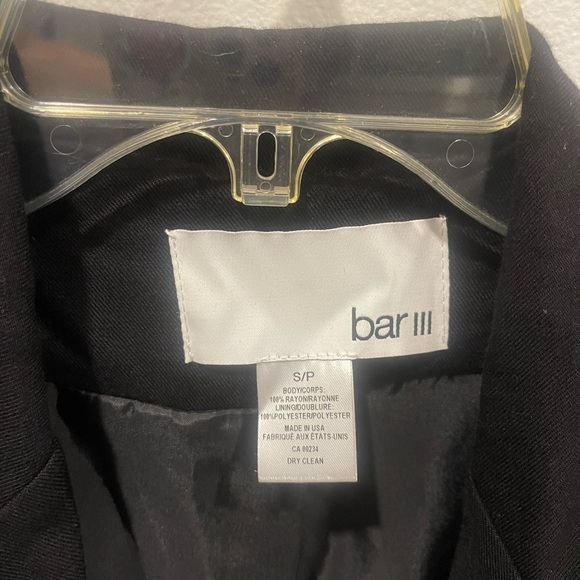 bar III
S/P
BODY/CORPS:
100% RAYON/RAYONNE
LINING/DOUBLURE:
100%POLYESTER/POLYESTER
MADE IN USA
FABRIQUÉ AUX ÉTATS-UNIS
CA 00234
DRY CLEAN